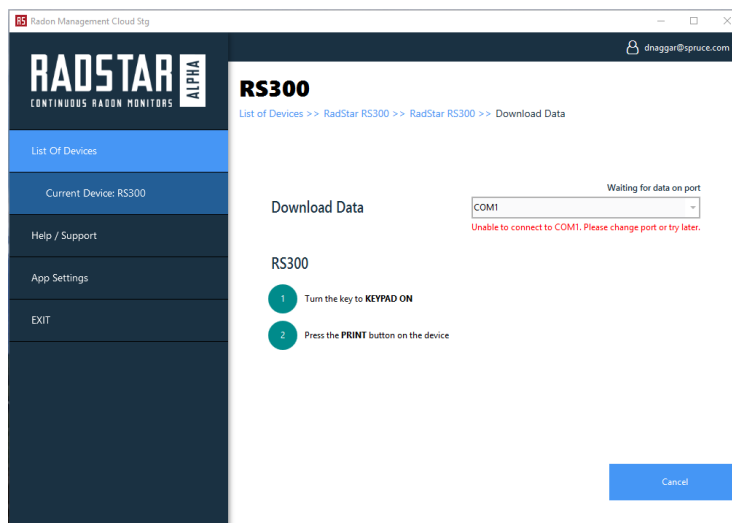 RS Radon Management Cloud Stg
dnaggar@spruce.com
RADSTAR ALPHA
CONTINUOUS RADON MONITORS
RS300
List of Devices >> RadStar RS300 >> RadStar RS300 >> Download Data
List Of Devices
Current Device: RS300
Help / Support
App Settings
EXIT
Waiting for data on port
Download Data
COM1
Unable to connect to COM1. Please change port or try later.
RS300
1 Turn the key to KEYPAD ON
2 Press the PRINT button on the device
Cancel